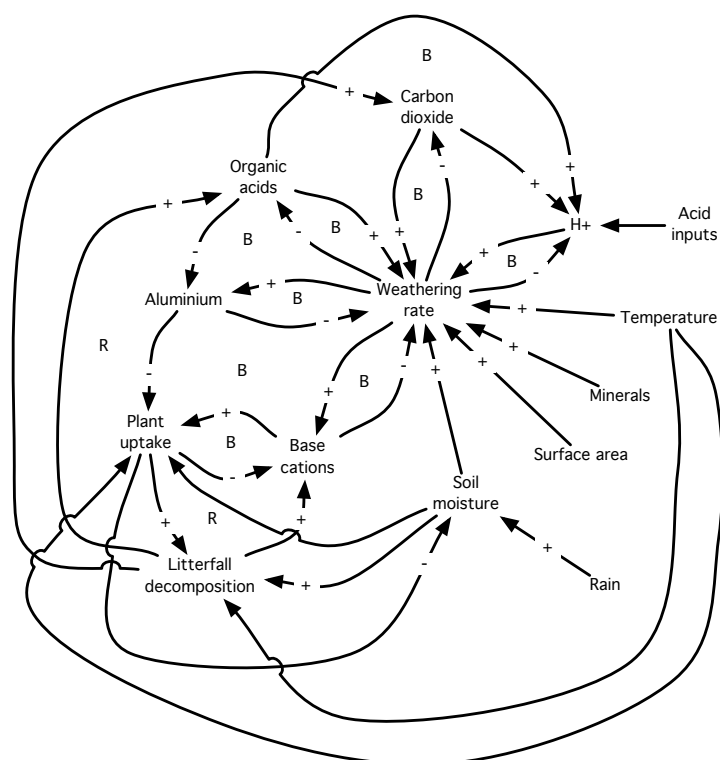 B
+
Carbon
dioxide
Organic
acids
-
+
+
B
+
Acid
inputs
H+
-
B
+
+
B
-
+
B
-
Aluminium
+
B
Weathering
rate
-
+
Temperature
R
-
B
+
B
-
+
+
+
Minerals
Plant
uptake
+
B
Base
cations
Surface area
-
Soil
moisture
+
R
+
+
Rain
Litterfall
decomposition
+
-